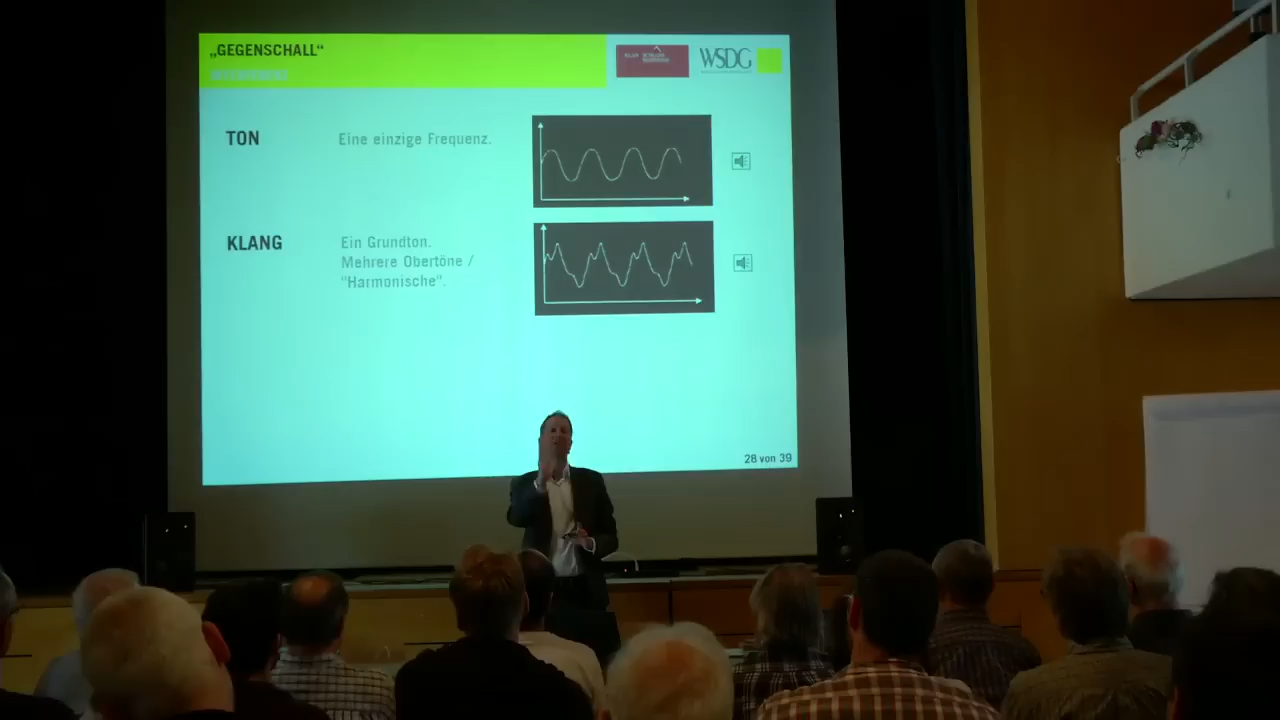 „GEGENSCHALL“
WSDG
TON
Eine einzige Frequenz.
KLANG
Ein Grundton.
Mehrere Obertöne /
"Harmonische".
28 von 39